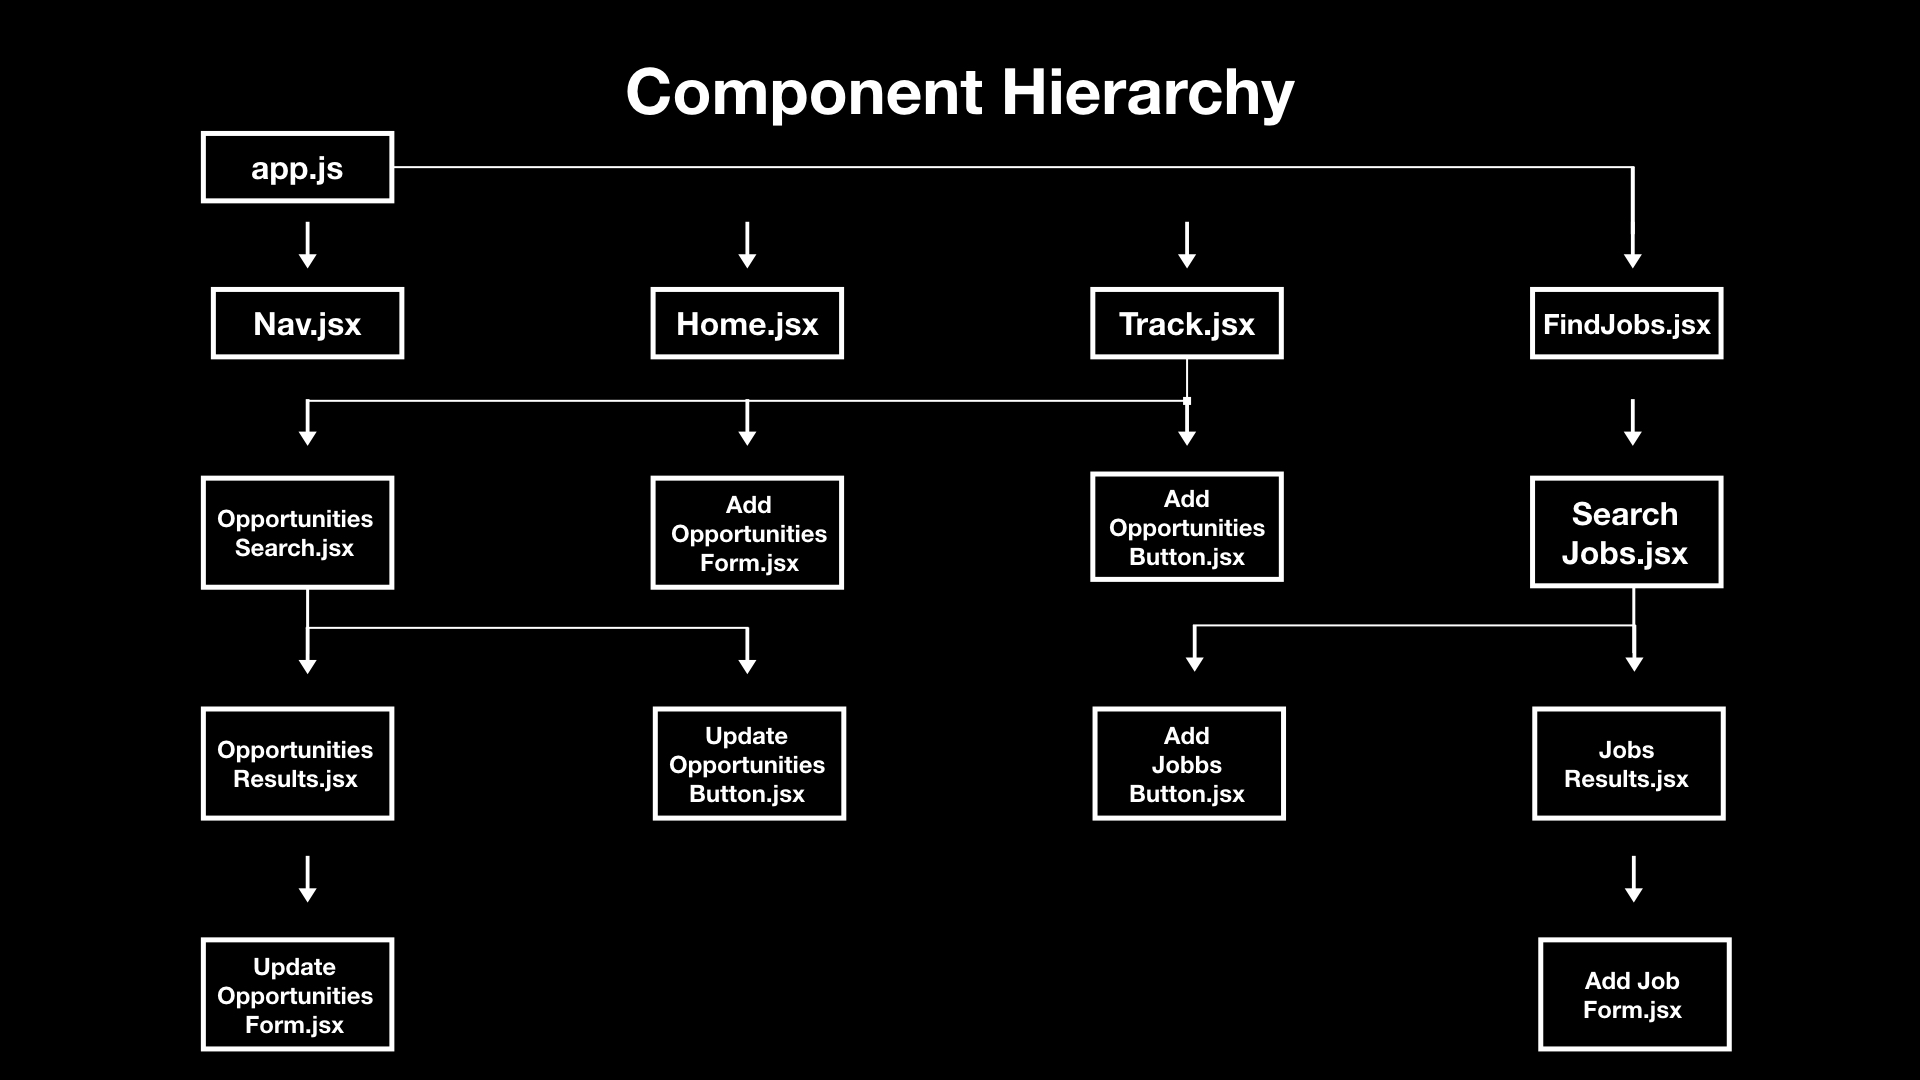 Component Hierarchy
app.js
Nav.jsx
Home.jsx
Track.jsx
FindJobs.jsx
Opportunities
Search.jsx
Add
Opportunities
Form.jsx
Add
Opportunities
Button.jsx
Search
Jobs.jsx
Opportunities
Results.jsx
Update
Opportunities
Button.jsx
Add
Jobbs
Button.jsx
Jobs
Results.jsx
Update
Opportunities
Form.jsx
Add Job
Form.jsx